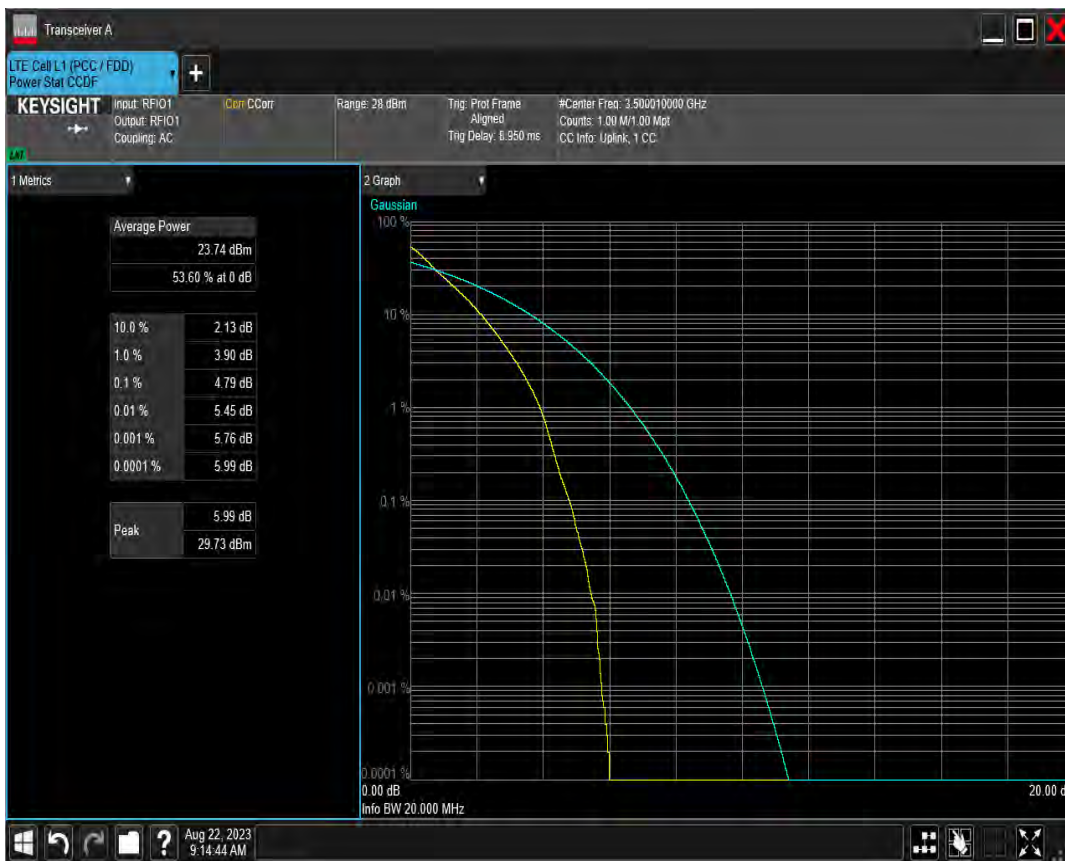 Transceiver A
LTE Cell L1 (PCC / FDD)
Power Stat CCDF
KEYSIGHT
Input: RFIO1
Output: RFIO1
Coupling: AC
Corr CCorr
Range: 28 dBm
Trig: Prot Frame
Aligned
Trig Delay: 8.950 ms
#Center Freq: 3.500010000 GHz
Counts: 1.00 M/1.00 Mpt
CC Info: Uplink, 1 CC
1 Metrics
Average Power
23.74 dBm
53.60 % at 0 dB
10.0 % 2.13 dB
1.0 % 3.90 dB
0.1 % 4.79 dB
0.01 % 5.45 dB
0.001 % 5.76 dB
0.0001 % 5.99 dB
Peak
5.99 dB
29.73 dBm
2 Graph
Gaussian
100 %
10 %
1 %
0.1 %
0.01 %
0.001 %
0.0001 %
0.00 dB
20.00 d
Info BW 20.000 MHz
Aug 22, 2023
9:14:44 AM